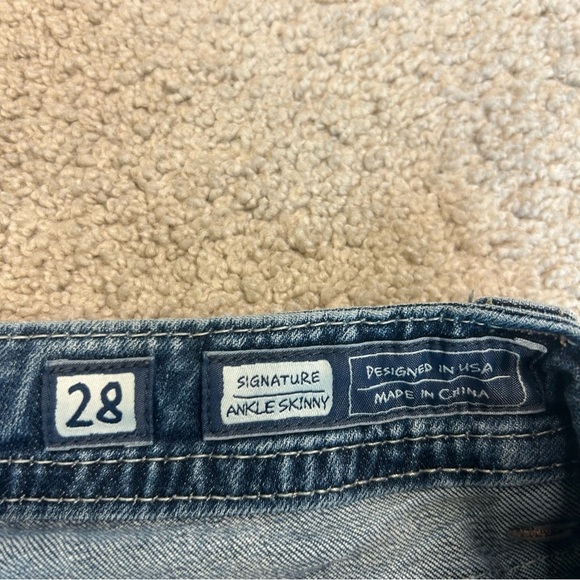 28
SIGNATURE
ANKLE SKINNY
DESIGNED IN USA
MADE IN CHINA